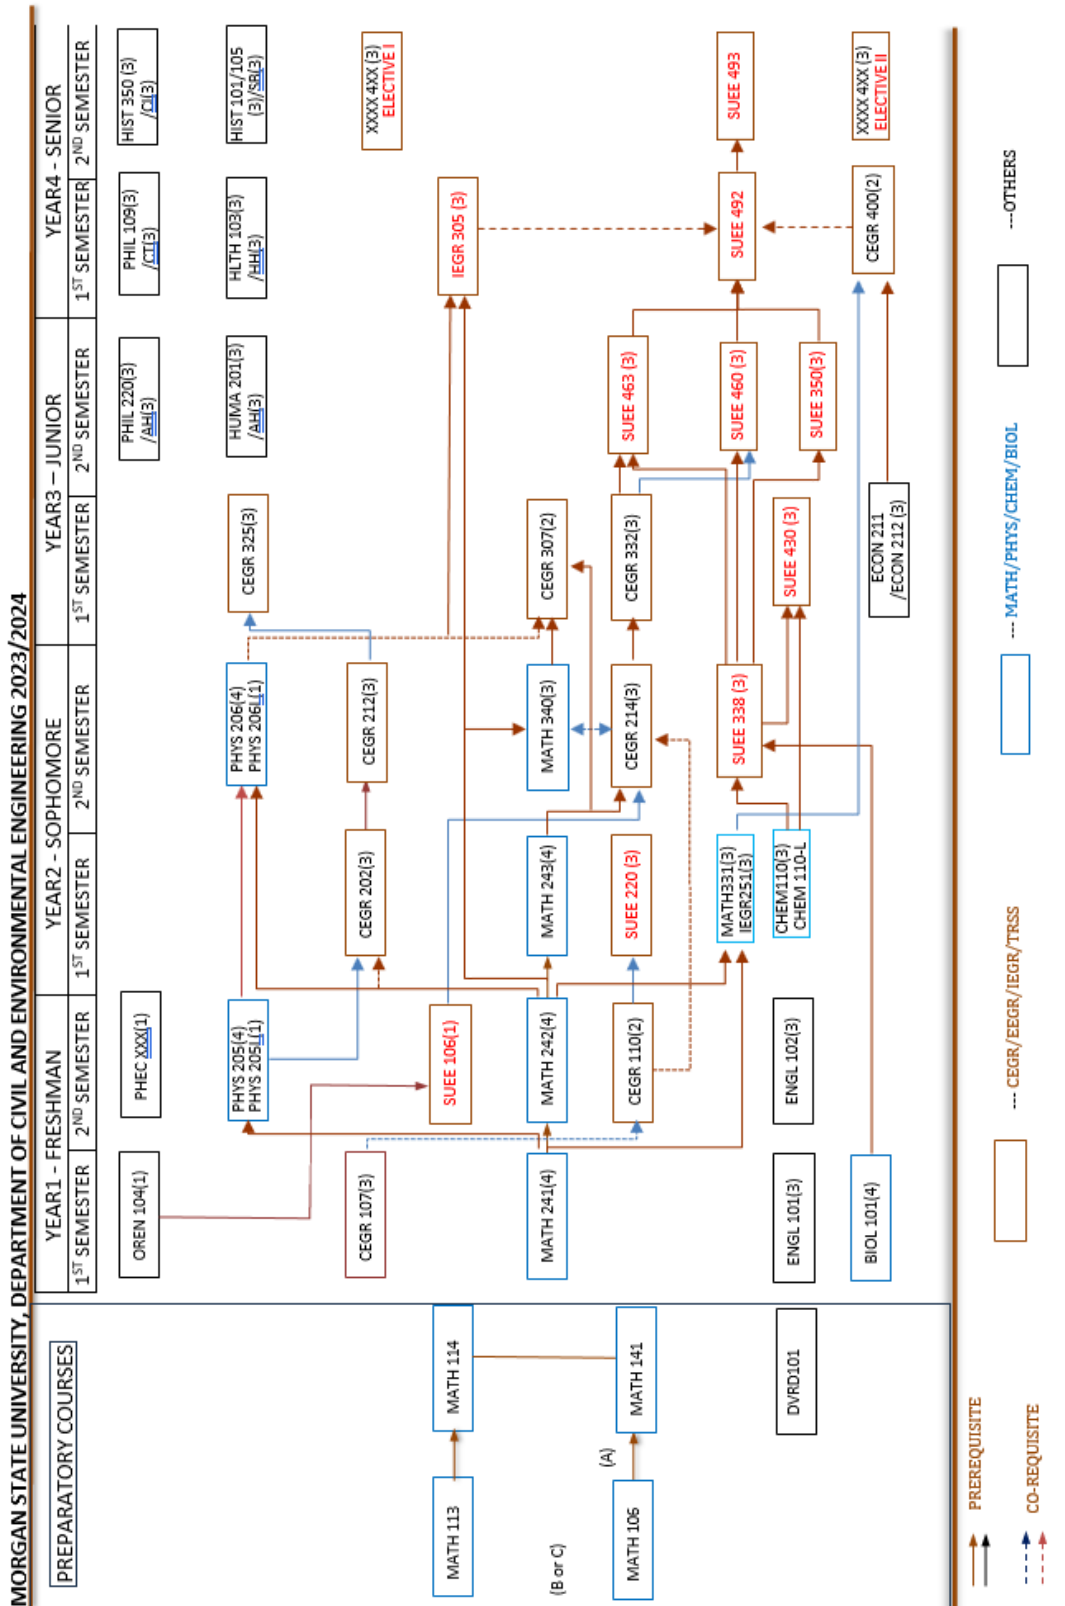 MORGAN STATE UNIVERSITY, DEPARTMENT OF CIVIL AND ENVIRONMENTAL ENGINEERING 2023/2024
PREPARATORY COURSES
YEAR1 - FRESHMAN
YEAR2 - SOPHOMORE
YEAR3 – JUNIOR
YEAR4 - SENIOR
1ST SEMESTER
2ND SEMESTER
1ST SEMESTER
2ND SEMESTER
1ST SEMESTER
2ND SEMESTER
1ST SEMESTER
2ND SEMESTER
OREN 104(1)
PHEC XXX(1)
PHIL 220(3)
/AH(3)
PHIL 109(3)
/CT(3)
HIST 350 (3)
/CI(3)
PHYS 205(4)
PHYS 205L(1)
PHYS 206(4)
PHYS 206L(1)
CEGR 325(3)
HUMA 201(3)
/AH(3)
HLTH 103(3)
/HH(3)
HIST 101/105
(3)/SB(3)
CEGR 107(3)
CEGR 202(3)
CEGR 212(3)
XXXX 4XX (3)
ELECTIVE I
MATH 113
MATH 114
SUEE 106(1)
IEGR 305 (3)
(B or C)
MATH 241(4)
MATH 242(4)
MATH 243(4)
MATH 340(3)
CEGR 307(2)
(A)
MATH 106
MATH 141
CEGR 110(2)
SUEE 220 (3)
CEGR 214(3)
CEGR 332(3)
SUEE 463 (3)
MATH331(3)
IEGR251(3)
SUEE 338 (3)
SUEE 460 (3)
SUEE 492
SUEE 493
DVRD101
ENGL 101(3)
ENGL 102(3)
CHEM110(3)
CHEM 110-L
SUEE 430 (3)
SUEE 350(3)
BIOL 101(4)
ECON 211
/ECON 212 (3)
CEGR 400(2)
XXXX 4XX (3)
ELECTIVE II
PREREQUISITE
CO-REQUISITE
--- CEGR/EEGR/IEGR/TRSS
--- MATH/PHYS/CHEM/BIOL
---OTHERS